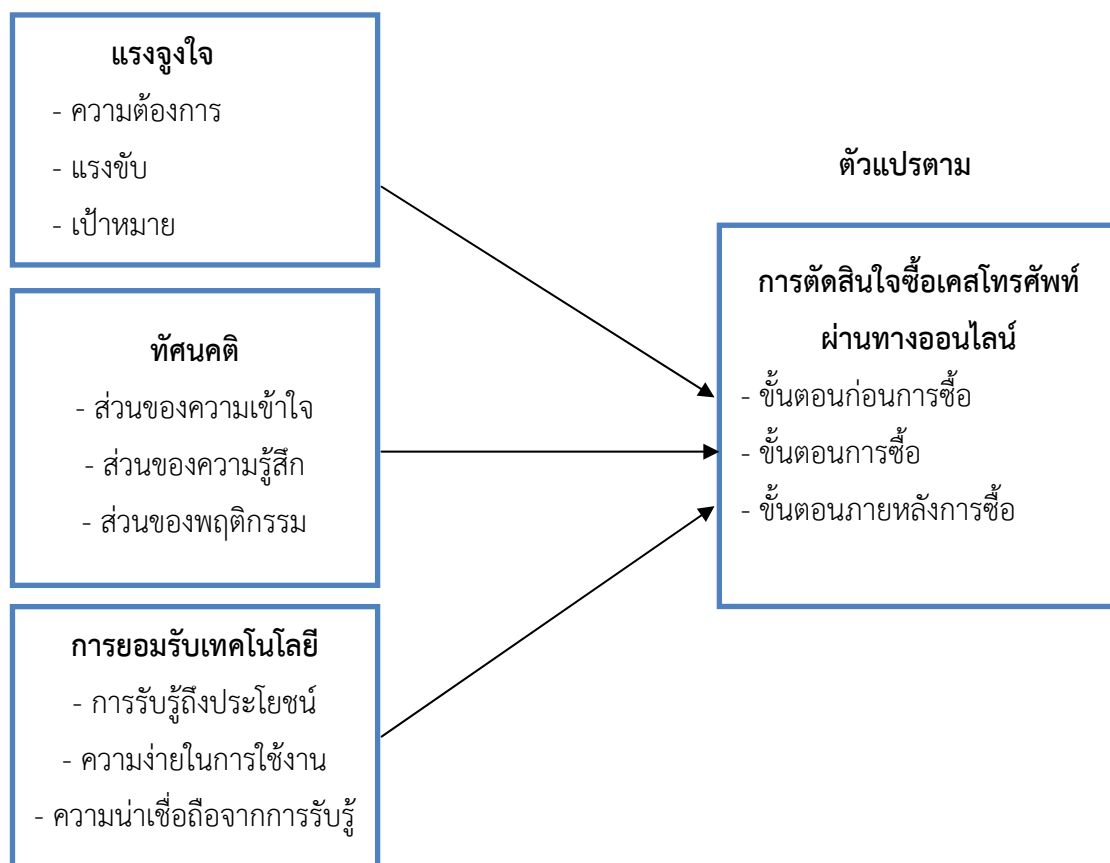 แรงจูงใจ
- ความต้องการ
- แรงขับ
- เป้าหมาย
ทัศนคติ
- ส่วนของความเข้าใจ
- ส่วนของความรู้สึก
- ส่วนของพฤติกรรม
การยอมรับเทคโนโลยี
- การรับรู้ถึงประโยชน์
- ความง่ายในการใช้งาน
- ความน่าเชื่อถือจากการรับรู้
ตัวแปรตาม
การตัดสินใจซื้อเคสโทรศัพท์
ผ่านทางออนไลน์
- ขั้นตอนก่อนการซื้อ
- ขั้นตอนการซื้อ
- ขั้นตอนภายหลังการซื้อ